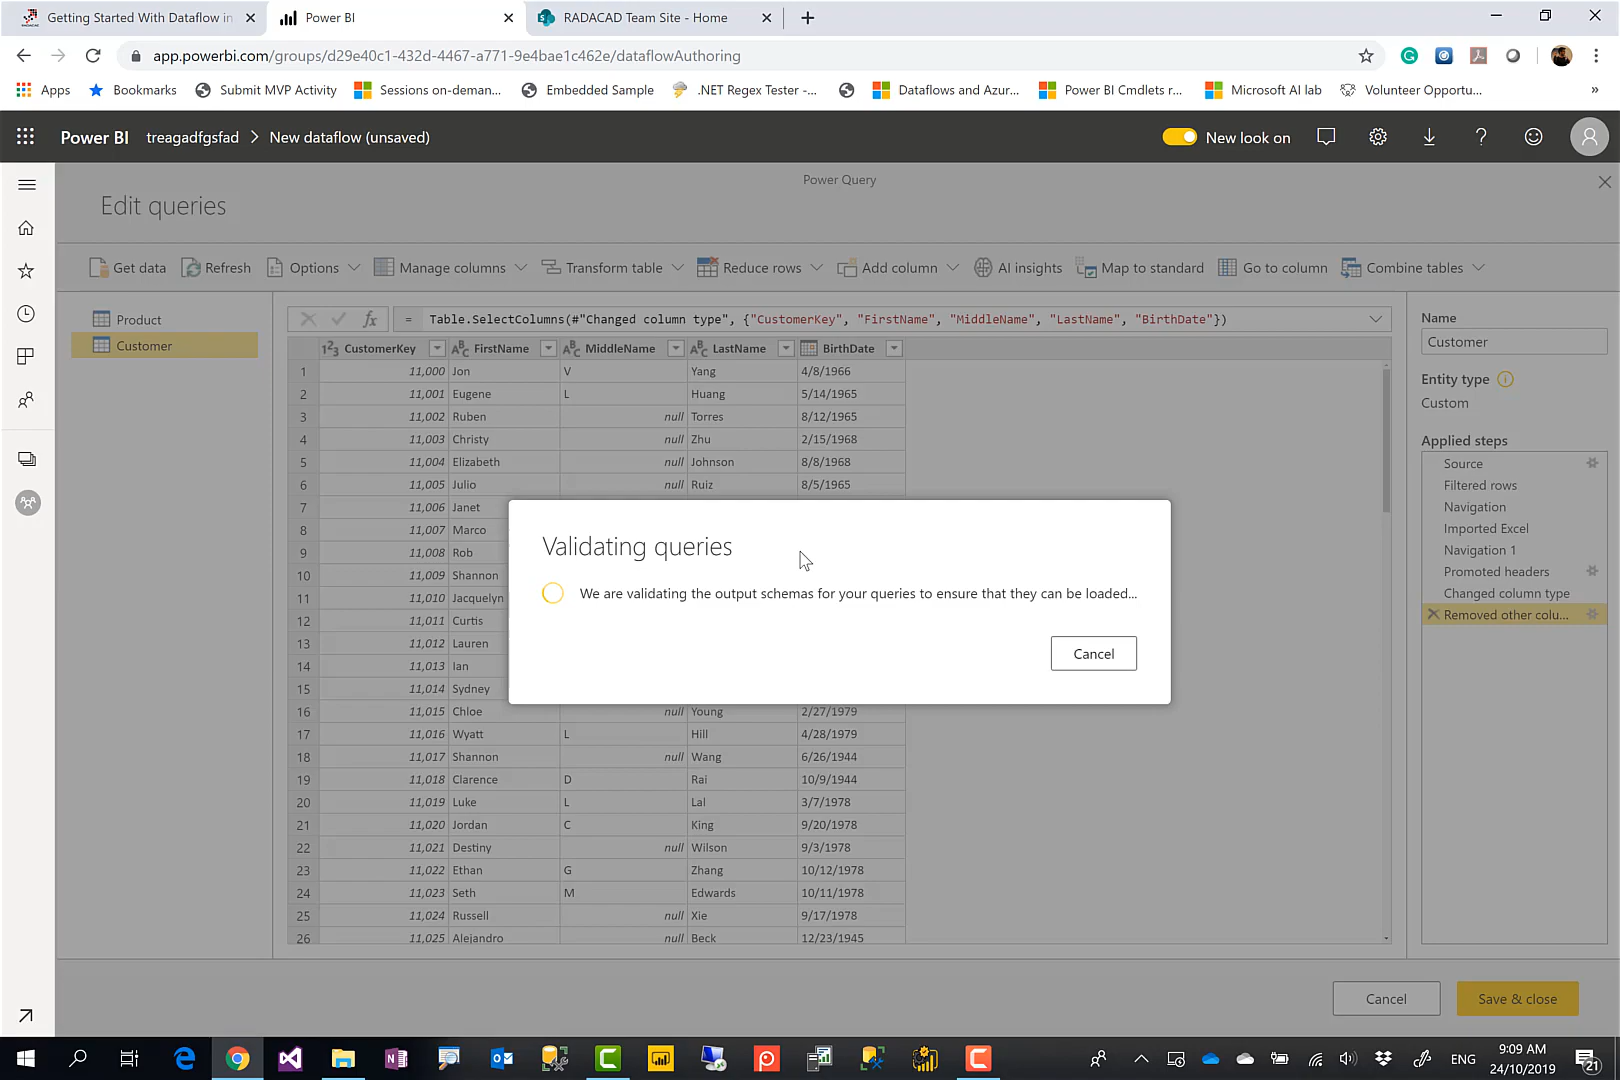 Getting Started With Dataflow in
Power BI
RADACAD Team Site - Home
app.powerbi.com/groups/d29e40c1-432d-4467-a771-9e4bae1c462e/dataflowAuthoring
Apps
Bookmarks
Submit MVP Activity
Sessions on-deman...
Embedded Sample
.NET Regex Tester -...
Dataflows and Azur...
Power BI Cmdlets r...
Microsoft AI lab
Volunteer Opportu...
»
Power BI treagadfgsfad > New dataflow (unsaved)
New look on
Power Query
Edit queries
Get data Refresh Options Manage columns Transform table Reduce rows Add column AI insights Map to standard Go to column Combine tables
Product
Customer
fx = Table.SelectColumns(#"Changed column type", {"CustomerKey", "FirstName", "MiddleName", "LastName", "BirthDate"})
CustomerKey FirstName MiddleName LastName BirthDate
1 11,000 Jon V Yang 4/8/1966
2 11,001 Eugene L Huang 5/14/1965
3 11,002 Ruben null Torres 8/12/1965
4 11,003 Christy null Zhu 2/15/1968
5 11,004 Elizabeth null Johnson 8/8/1968
6 11,005 Julio null Ruiz 8/5/1965
7 11,006 Janet
8 11,007 Marco
9 11,008 Rob
10 11,009 Shannon
11 11,010 Jacquelyn
12 11,011 Curtis
13 11,012 Lauren
14 11,013 Ian
15 11,014 Sydney
16 11,015 Chloe null Young 2/27/1979
17 11,016 Wyatt L Hill 4/28/1979
18 11,017 Shannon null Wang 6/26/1944
19 11,018 Clarence D Rai 10/9/1944
20 11,019 Luke L Lal 3/7/1978
21 11,020 Jordan C King 9/20/1978
22 11,021 Destiny null Wilson 9/3/1978
23 11,022 Ethan G Zhang 10/12/1978
24 11,023 Seth M Edwards 10/11/1978
25 11,024 Russell null Xie 9/17/1978
26 11,025 Alejandro null Beck 12/23/1945
Validating queries
We are validating the output schemas for your queries to ensure that they can be loaded...
Cancel
Name
Customer
Entity type
Custom
Applied steps
Source
Filtered rows
Navigation
Imported Excel
Navigation 1
Promoted headers
Changed column type
Removed other colu...
Cancel
Save & close
ENG
9:09 AM
24/10/2019
21